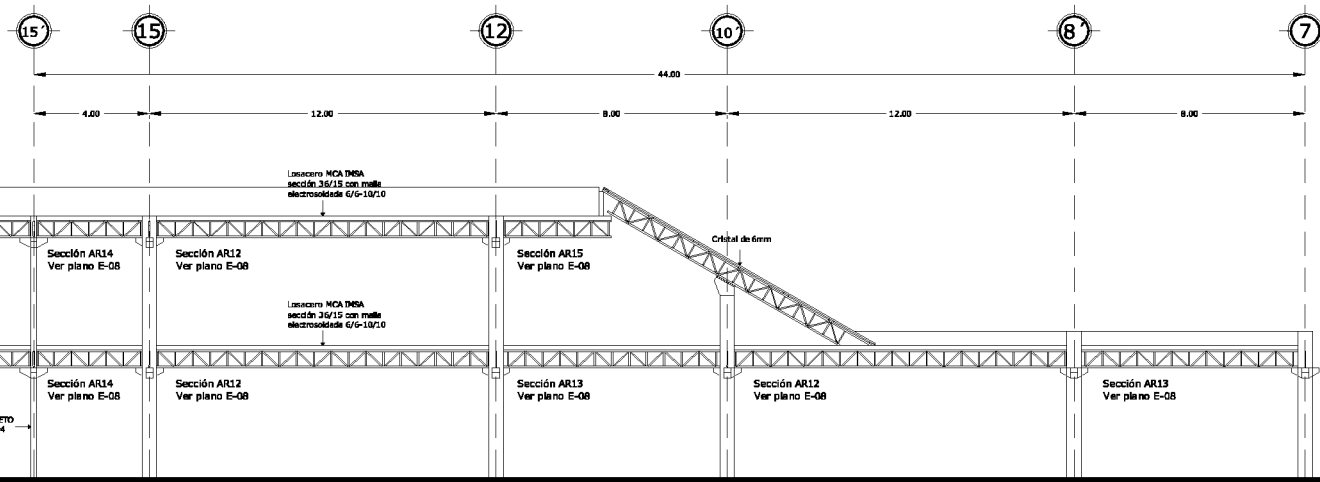 15´ 15 12 10´ 8´ 7
44.00
4.00 12.00 8.00 12.00 8.00
Losacero MCA IMSA
sección 36/15 con malla
electrosoldada 6/6-10/10
Cristal de 6mm
Sección AR14
Ver plano E-08
Sección AR12
Ver plano E-08
Sección AR15
Ver plano E-08
Losacero MCA IMSA
sección 36/15 con malla
electrosoldada 6/6-10/10
Sección AR14
Ver plano E-08
Sección AR12
Ver plano E-08
Sección AR13
Ver plano E-08
Sección AR12
Ver plano E-08
Sección AR13
Ver plano E-08
ETO
4